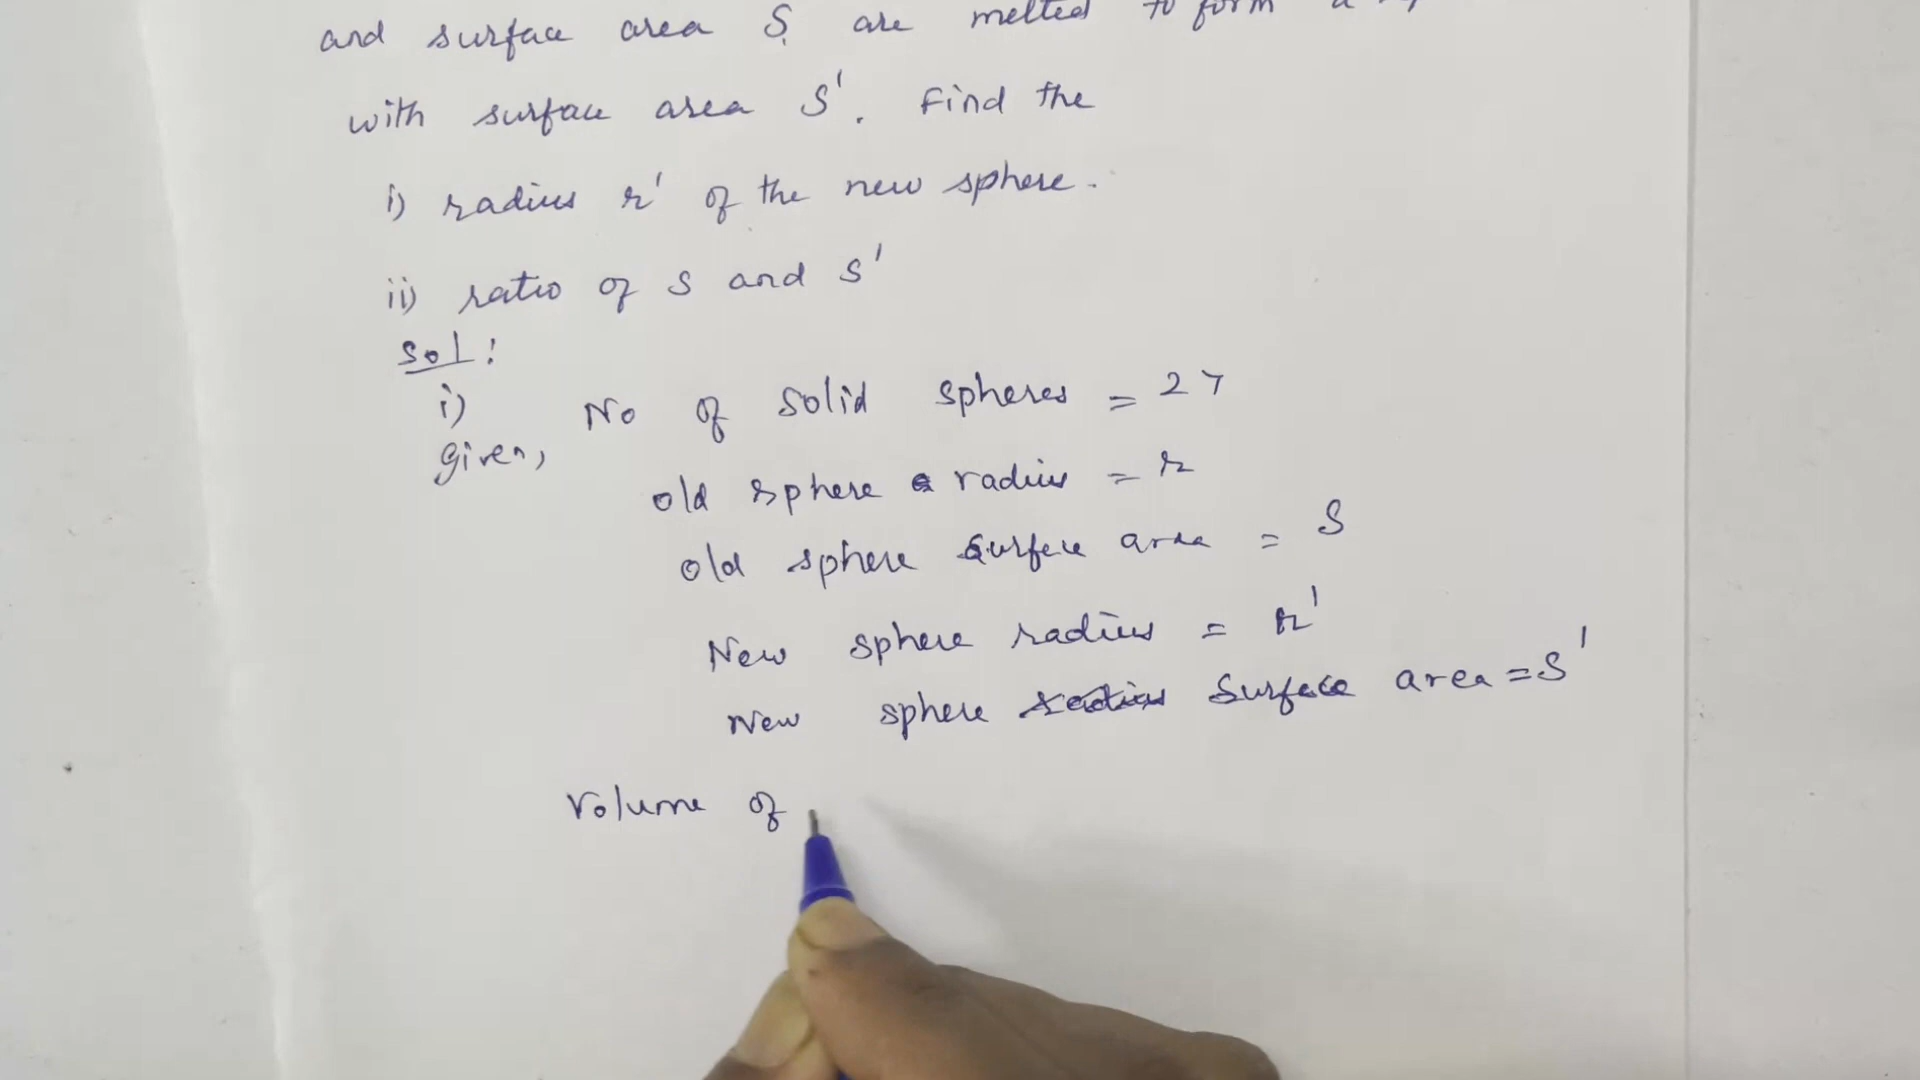 and surface area S are melted to form a
with surface area S'. Find the
i) radius r' of the new sphere.
ii) ratio of S and S'
Sol:
i)
Given, No of Solid spheres = 27
old sphere radius = r
old sphere Surface area = S
New sphere radius = r'
New sphere Surface area = S'
Volume of